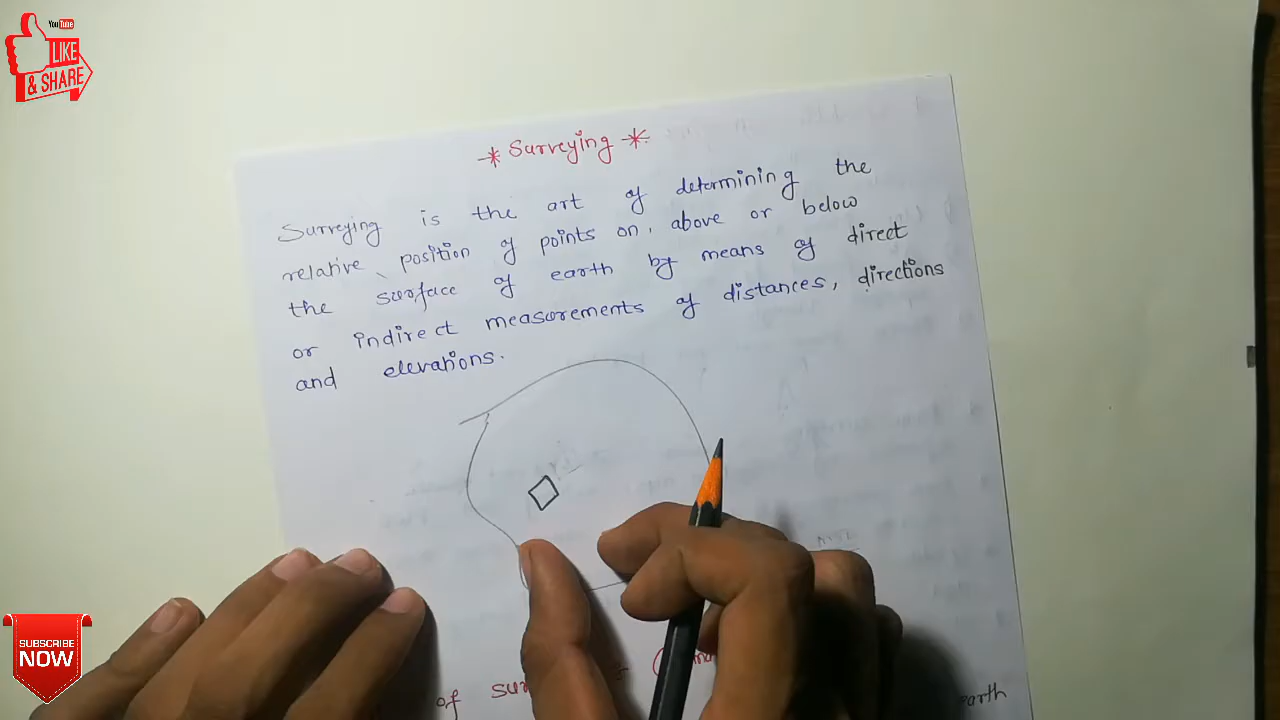 YouTube
LIKE
& SHARE
* Surveying *
Surveying is the art of determining the
relative position of points on, above or below
the surface of earth by means of direct
or indirect measurements of distances, directions
and elevations.
of
SUBSCRIBE
NOW